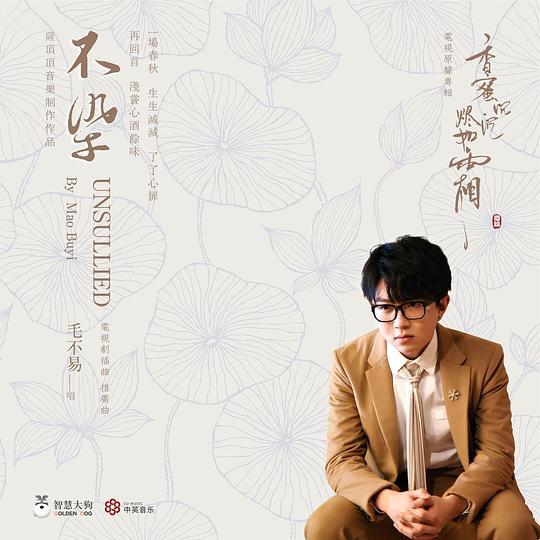 不染
UNSULLIED
By Mao Buyi
薩頂頂音樂制作作品
一場春秋 生生滅滅 了了心扉
再回首 淺嘗心酒餘味
毛不易——唱
電視劇插曲 推廣曲
電視原聲專輯
香蜜沉沉燼如霜
智慧大狗
GOLDEN DOG
CU MUSIC
中英音乐